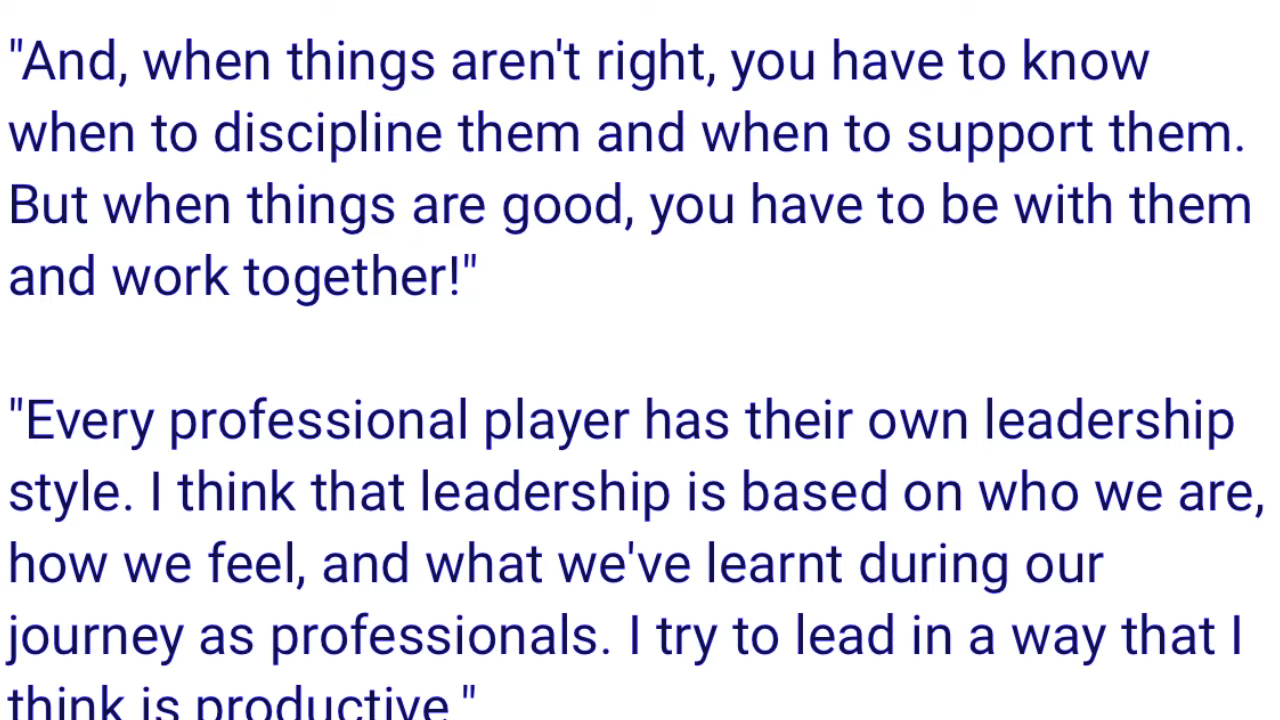 "And, when things aren't right, you have to know
when to discipline them and when to support them.
But when things are good, you have to be with them
and work together!"
"Every professional player has their own leadership
style. I think that leadership is based on who we are,
how we feel, and what we've learnt during our
journey as professionals. I try to lead in a way that I
think is productive."